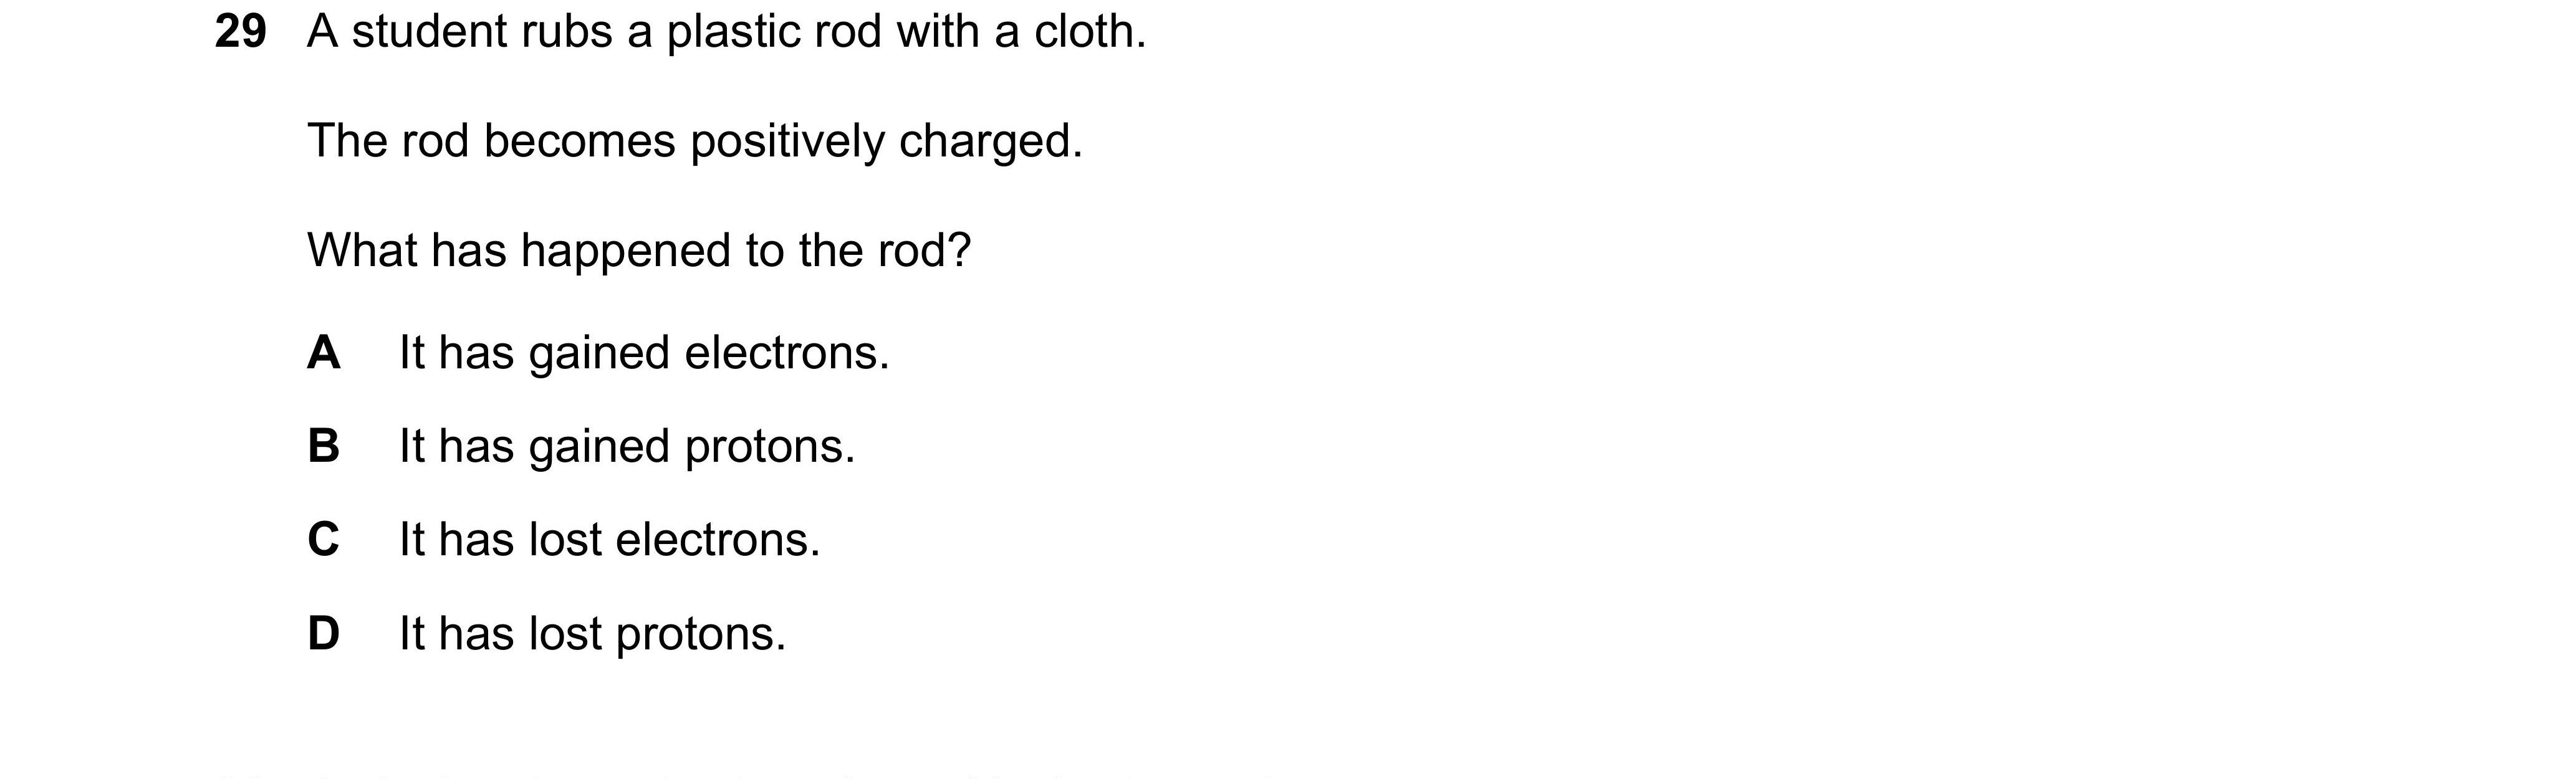 29 A student rubs a plastic rod with a cloth.
The rod becomes positively charged.
What has happened to the rod?
A It has gained electrons.
B It has gained protons.
C It has lost electrons.
D It has lost protons.